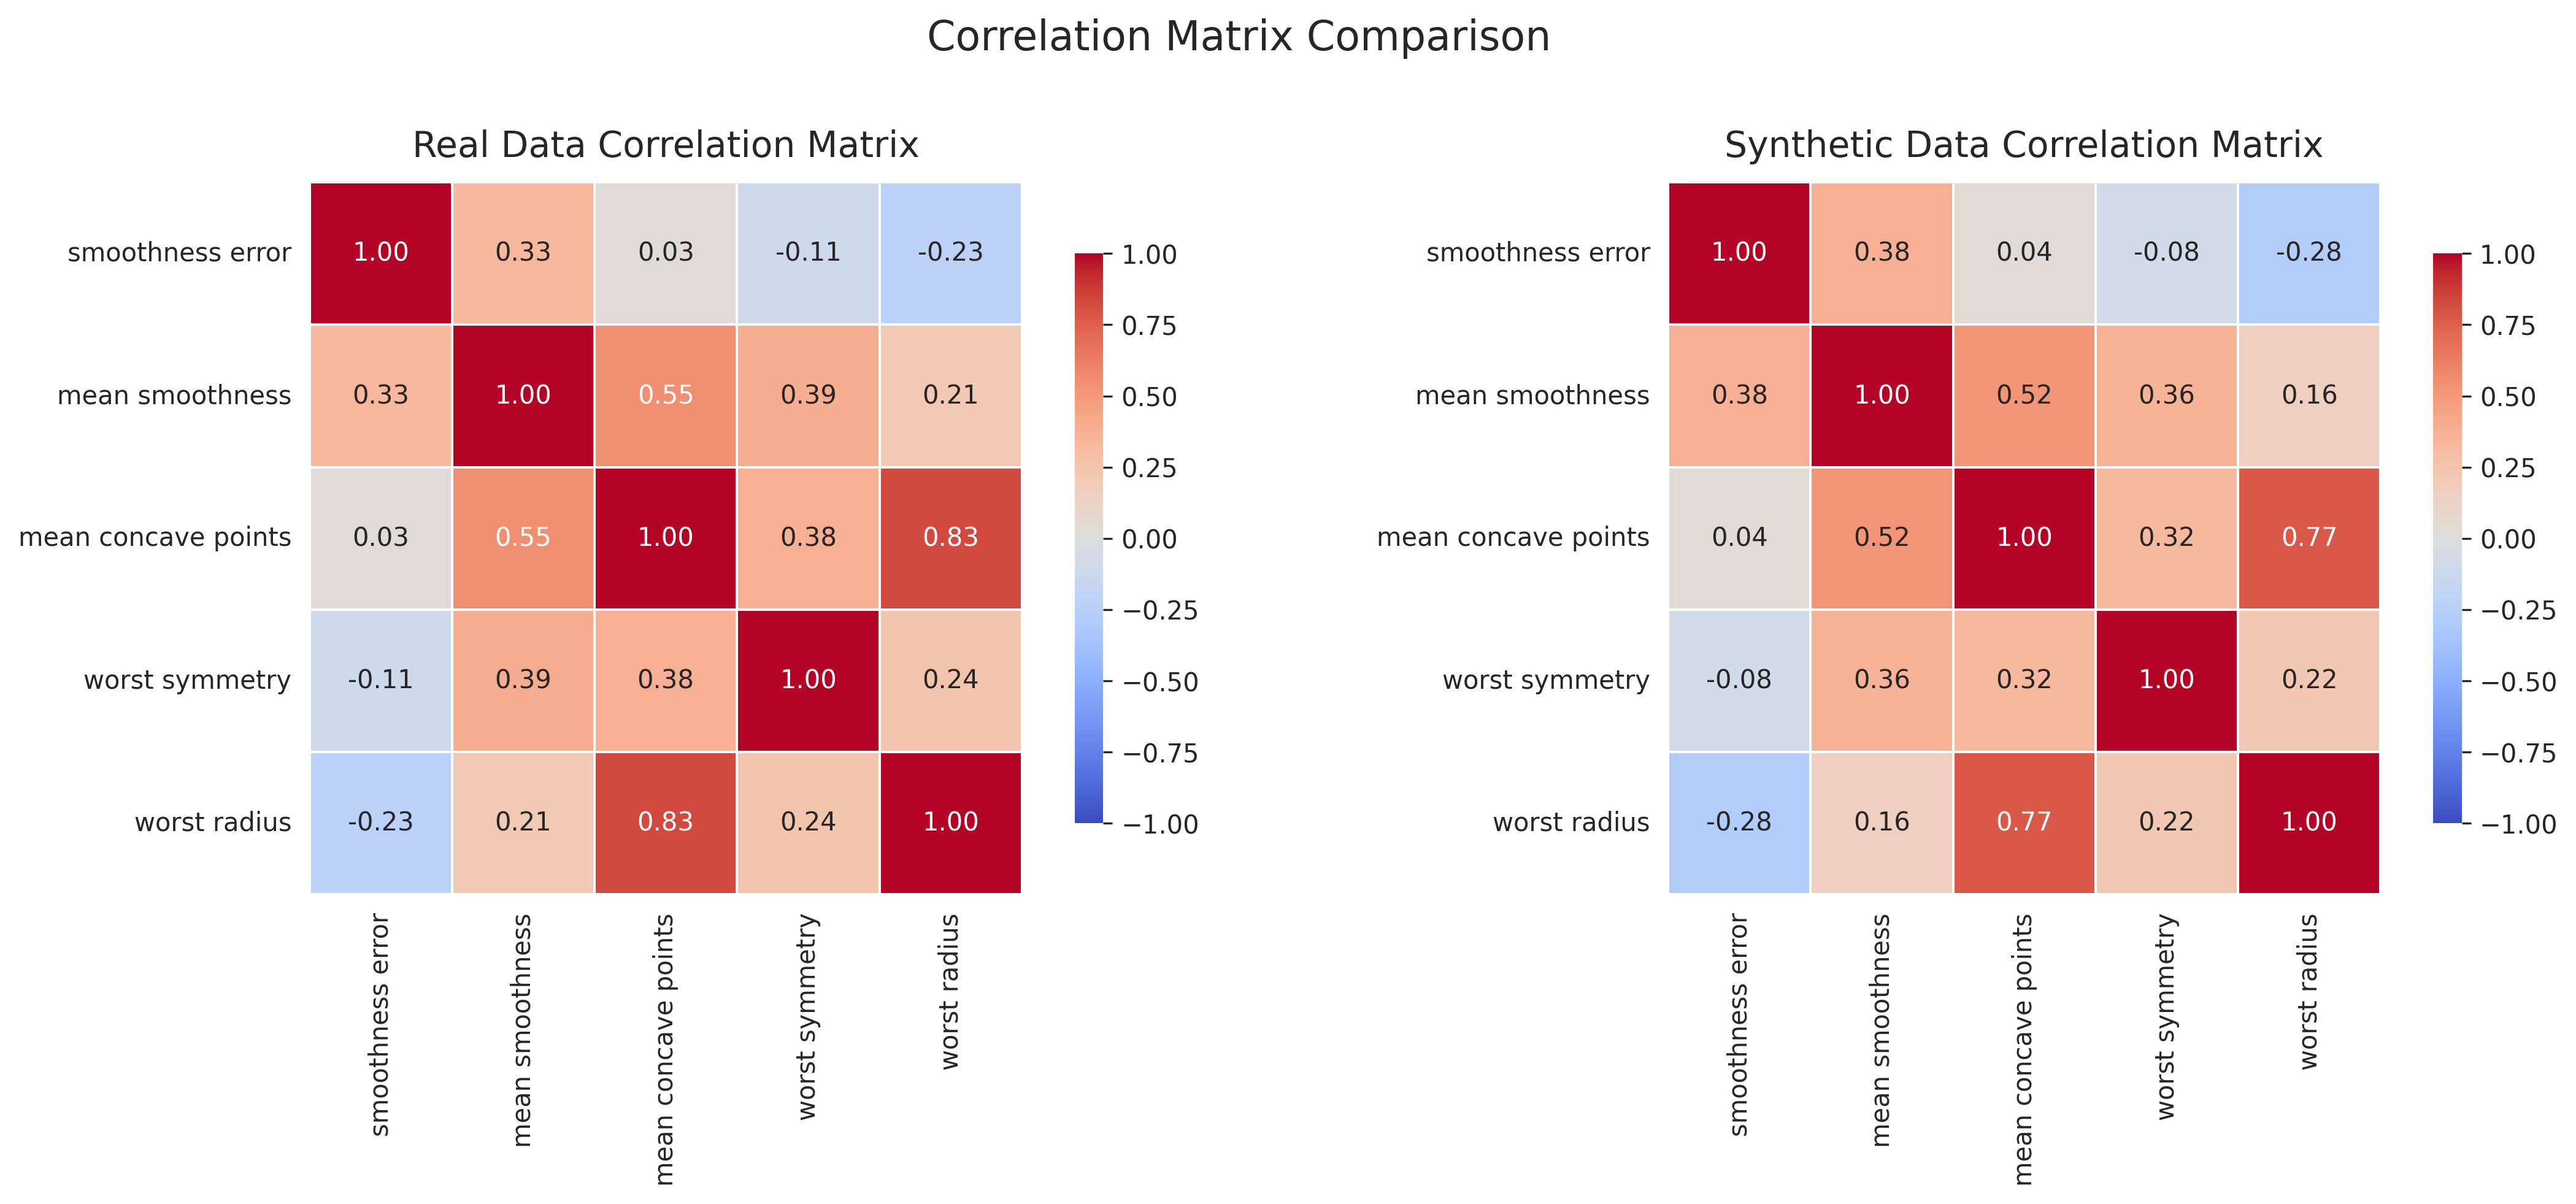 Correlation Matrix Comparison
Real Data Correlation Matrix
smoothness error 1.00 0.33 0.03 -0.11 -0.23
mean smoothness 0.33 1.00 0.55 0.39 0.21
mean concave points 0.03 0.55 1.00 0.38 0.83
worst symmetry -0.11 0.39 0.38 1.00 0.24
worst radius -0.23 0.21 0.83 0.24 1.00
smoothness error
mean smoothness
mean concave points
worst symmetry
worst radius
1.00
0.75
0.50
0.25
0.00
−0.25
−0.50
−0.75
−1.00
Synthetic Data Correlation Matrix
smoothness error 1.00 0.38 0.04 -0.08 -0.28
mean smoothness 0.38 1.00 0.52 0.36 0.16
mean concave points 0.04 0.52 1.00 0.32 0.77
worst symmetry -0.08 0.36 0.32 1.00 0.22
worst radius -0.28 0.16 0.77 0.22 1.00
smoothness error
mean smoothness
mean concave points
worst symmetry
worst radius
1.00
0.75
0.50
0.25
0.00
−0.25
−0.50
−0.75
−1.00